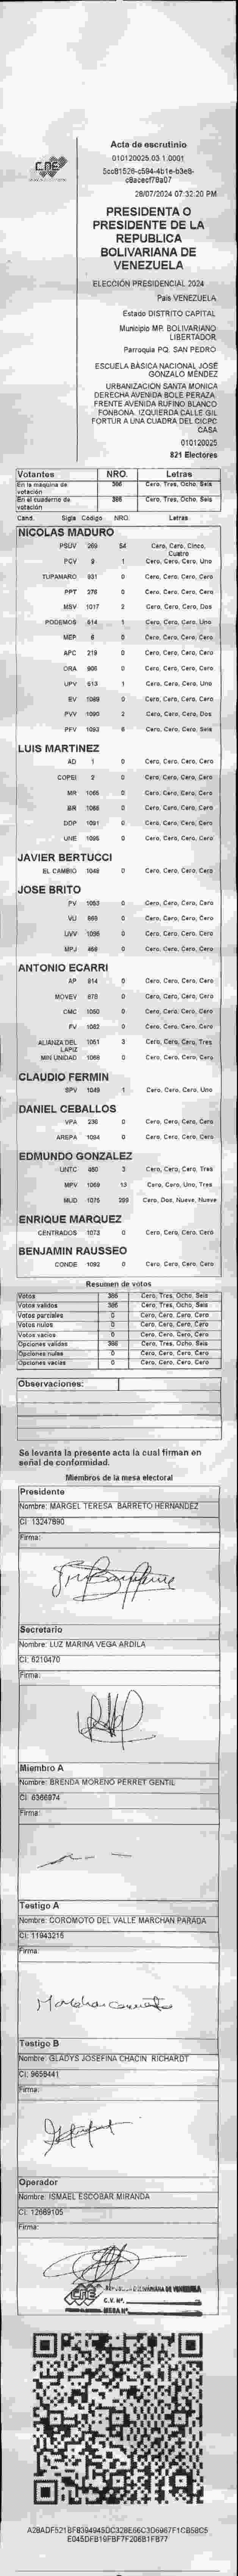 CNE
Acta de escrutinio
010120025.03.1.0001
5cc81526-c594-4b1e-b3e8-
c8acecf78a07
28/07/2024 07:32:20 PM
PRESIDENTA O
PRESIDENTE DE LA
REPUBLICA
BOLIVARIANA DE
VENEZUELA
ELECCIÓN PRESIDENCIAL 2024
País VENEZUELA
Estado DISTRITO CAPITAL
Municipio MP. BOLIVARIANO
LIBERTADOR
Parroquia PQ. SAN PEDRO
ESCUELA BÁSICA NACIONAL JOSÉ
GONZALO MÉNDEZ
URBANIZACION SANTA MONICA
DERECHA AVENIDA BOLE PERAZA.
FRENTE AVENIDA RUFINO BLANCO
FONBONA. IZQUIERDA CALLE GIL
FORTUR A UNA CUADRA DEL CICPC
CASA
010120025
821 Electores
Votantes NRO. Letras
En la máquina de votación 386 Cero, Tres, Ocho, Seis
En el cuaderno de votación 386 Cero, Tres, Ocho, Seis
Cand. Sigla Código NRO. Letras
NICOLAS MADURO
PSUV 269 54 Cero, Cero, Cinco, Cuatro
PCV 9 1 Cero, Cero, Cero, Uno
TUPAMARO 931 0 Cero, Cero, Cero, Cero
PPT 276 0 Cero, Cero, Cero, Cero
MSV 1017 2 Cero, Cero, Cero, Dos
PODEMOS 614 1 Cero, Cero, Cero, Uno
MEP 6 0 Cero, Cero, Cero, Cero
APC 219 0 Cero, Cero, Cero, Cero
ORA 906 0 Cero, Cero, Cero, Cero
UPV 613 1 Cero, Cero, Cero, Uno
EV 1089 0 Cero, Cero, Cero, Cero
PVV 1090 2 Cero, Cero, Cero, Dos
PFV 1093 6 Cero, Cero, Cero, Seis
LUIS MARTINEZ
AD 1 0 Cero, Cero, Cero, Cero
COPEI 2 0 Cero, Cero, Cero, Cero
MR 1065 0 Cero, Cero, Cero, Cero
BR 1068 0 Cero, Cero, Cero, Cero
DDP 1091 0 Cero, Cero, Cero, Cero
UNE 1095 0 Cero, Cero, Cero, Cero
JAVIER BERTUCCI
EL CAMBIO 1048 0 Cero, Cero, Cero, Cero
JOSE BRITO
PV 1053 0 Cero, Cero, Cero, Cero
VU 868 0 Cero, Cero, Cero, Cero
UVV 1096 0 Cero, Cero, Cero, Cero
MPJ 468 0 Cero, Cero, Cero, Cero
ANTONIO ECARRI
AP 914 0 Cero, Cero, Cero, Cero
MOVEV 878 0 Cero, Cero, Cero, Cero
CMC 1050 0 Cero, Cero, Cero, Cero
FV 1052 0 Cero, Cero, Cero, Cero
ALIANZA DEL LAPIZ 1051 3 Cero, Cero, Cero, Tres
MIN UNIDAD 1066 0 Cero, Cero, Cero, Cero
CLAUDIO FERMIN
SPV 1049 1 Cero, Cero, Cero, Uno
DANIEL CEBALLOS
VPA 236 0 Cero, Cero, Cero, Cero
AREPA 1094 0 Cero, Cero, Cero, Cero
EDMUNDO GONZALEZ
UNTC 450 3 Cero, Cero, Cero, Tres
MPV 1069 13 Cero, Cero, Uno, Tres
MUD 1075 299 Cero, Dos, Nueve, Nueve
ENRIQUE MARQUEZ
CENTRADOS 1073 0 Cero, Cero, Cero, Cero
BENJAMIN RAUSSEO
CONDE 1092 0 Cero, Cero, Cero, Cero
Resumen de votos
Votos 386 Cero, Tres, Ocho, Seis
Votos válidos 386 Cero, Tres, Ocho, Seis
Votos parciales 0 Cero, Cero, Cero, Cero
Votos nulos 0 Cero, Cero, Cero, Cero
Votos vacíos 0 Cero, Cero, Cero, Cero
Opciones válidas 386 Cero, Tres, Ocho, Seis
Opciones nulas 0 Cero, Cero, Cero, Cero
Opciones vacías 0 Cero, Cero, Cero, Cero
Observaciones:
Se levanta la presente acta la cual firman en
señal de conformidad.
Miembros de la mesa electoral
Presidente
Nombre: MARGEL TERESA BARRETO HERNANDEZ
CI: 13247890
Firma:
Secretario
Nombre: LUZ MARINA VEGA ARDILA
CI: 6210470
Firma:
Miembro A
Nombre: BRENDA MORENO PERRET GENTIL
CI: 6366974
Firma:
Testigo A
Nombre: COROMOTO DEL VALLE MARCHAN PARADA
CI: 11943215
Firma:
Testigo B
Nombre: GLADYS JOSEFINA CHACIN RICHARDT
CI: 9658441
Firma:
Operador
Nombre: ISMAEL ESCOBAR MIRANDA
CI: 12689105
Firma:
REPUBLICA BOLIVARIANA DE VENEZUELA
CNE
C.V. Nº.
MESA Nº
A28ADF521BF8394945DC328E66C3D6967F1CB58C5
E045DFB19FBF7F206B1FB77